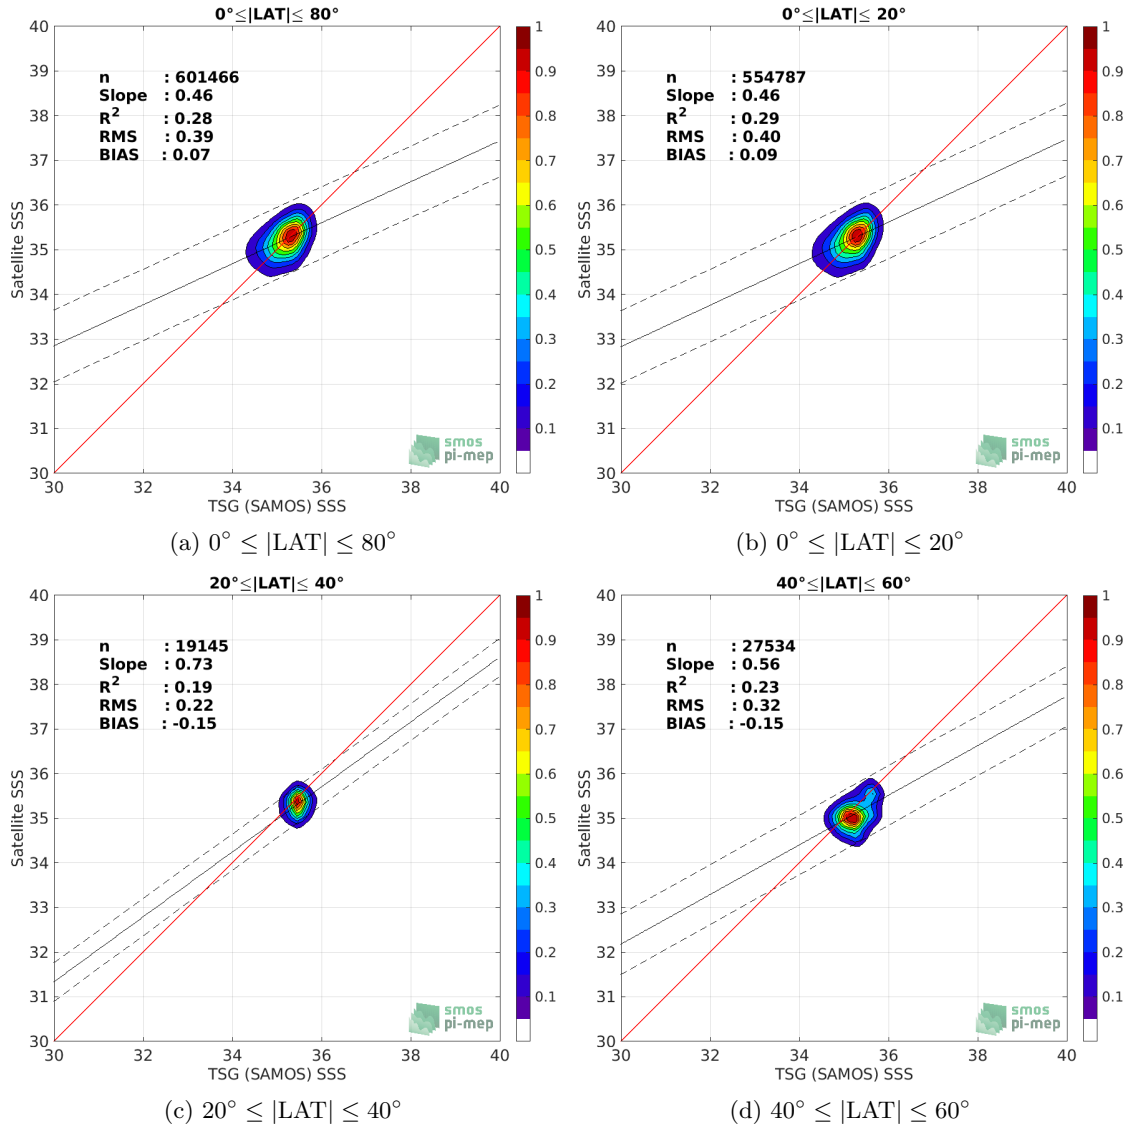 0°≤|LAT|≤ 80°
n : 601466
Slope : 0.46
R2 : 0.28
RMS : 0.39
BIAS : 0.07
40
39
38
37
36
35
34
33
32
31
30
30 32 34 36 38 40
Satellite SSS
TSG (SAMOS) SSS
1
0.9
0.8
0.7
0.6
0.5
0.4
0.3
0.2
0.1
smos
pi-mep
(a) 0° ≤ |LAT| ≤ 80°
0°≤|LAT|≤ 20°
n : 554787
Slope : 0.46
R2 : 0.29
RMS : 0.40
BIAS : 0.09
40
39
38
37
36
35
34
33
32
31
30
30 32 34 36 38 40
Satellite SSS
TSG (SAMOS) SSS
1
0.9
0.8
0.7
0.6
0.5
0.4
0.3
0.2
0.1
smos
pi-mep
(b) 0° ≤ |LAT| ≤ 20°
20°≤|LAT|≤ 40°
n : 19145
Slope : 0.73
R2 : 0.19
RMS : 0.22
BIAS : -0.15
40
39
38
37
36
35
34
33
32
31
30
30 32 34 36 38 40
Satellite SSS
TSG (SAMOS) SSS
1
0.9
0.8
0.7
0.6
0.5
0.4
0.3
0.2
0.1
smos
pi-mep
(c) 20° ≤ |LAT| ≤ 40°
40°≤|LAT|≤ 60°
n : 27534
Slope : 0.56
R2 : 0.23
RMS : 0.32
BIAS : -0.15
40
39
38
37
36
35
34
33
32
31
30
30 32 34 36 38 40
Satellite SSS
TSG (SAMOS) SSS
1
0.9
0.8
0.7
0.6
0.5
0.4
0.3
0.2
0.1
smos
pi-mep
(d) 40° ≤ |LAT| ≤ 60°